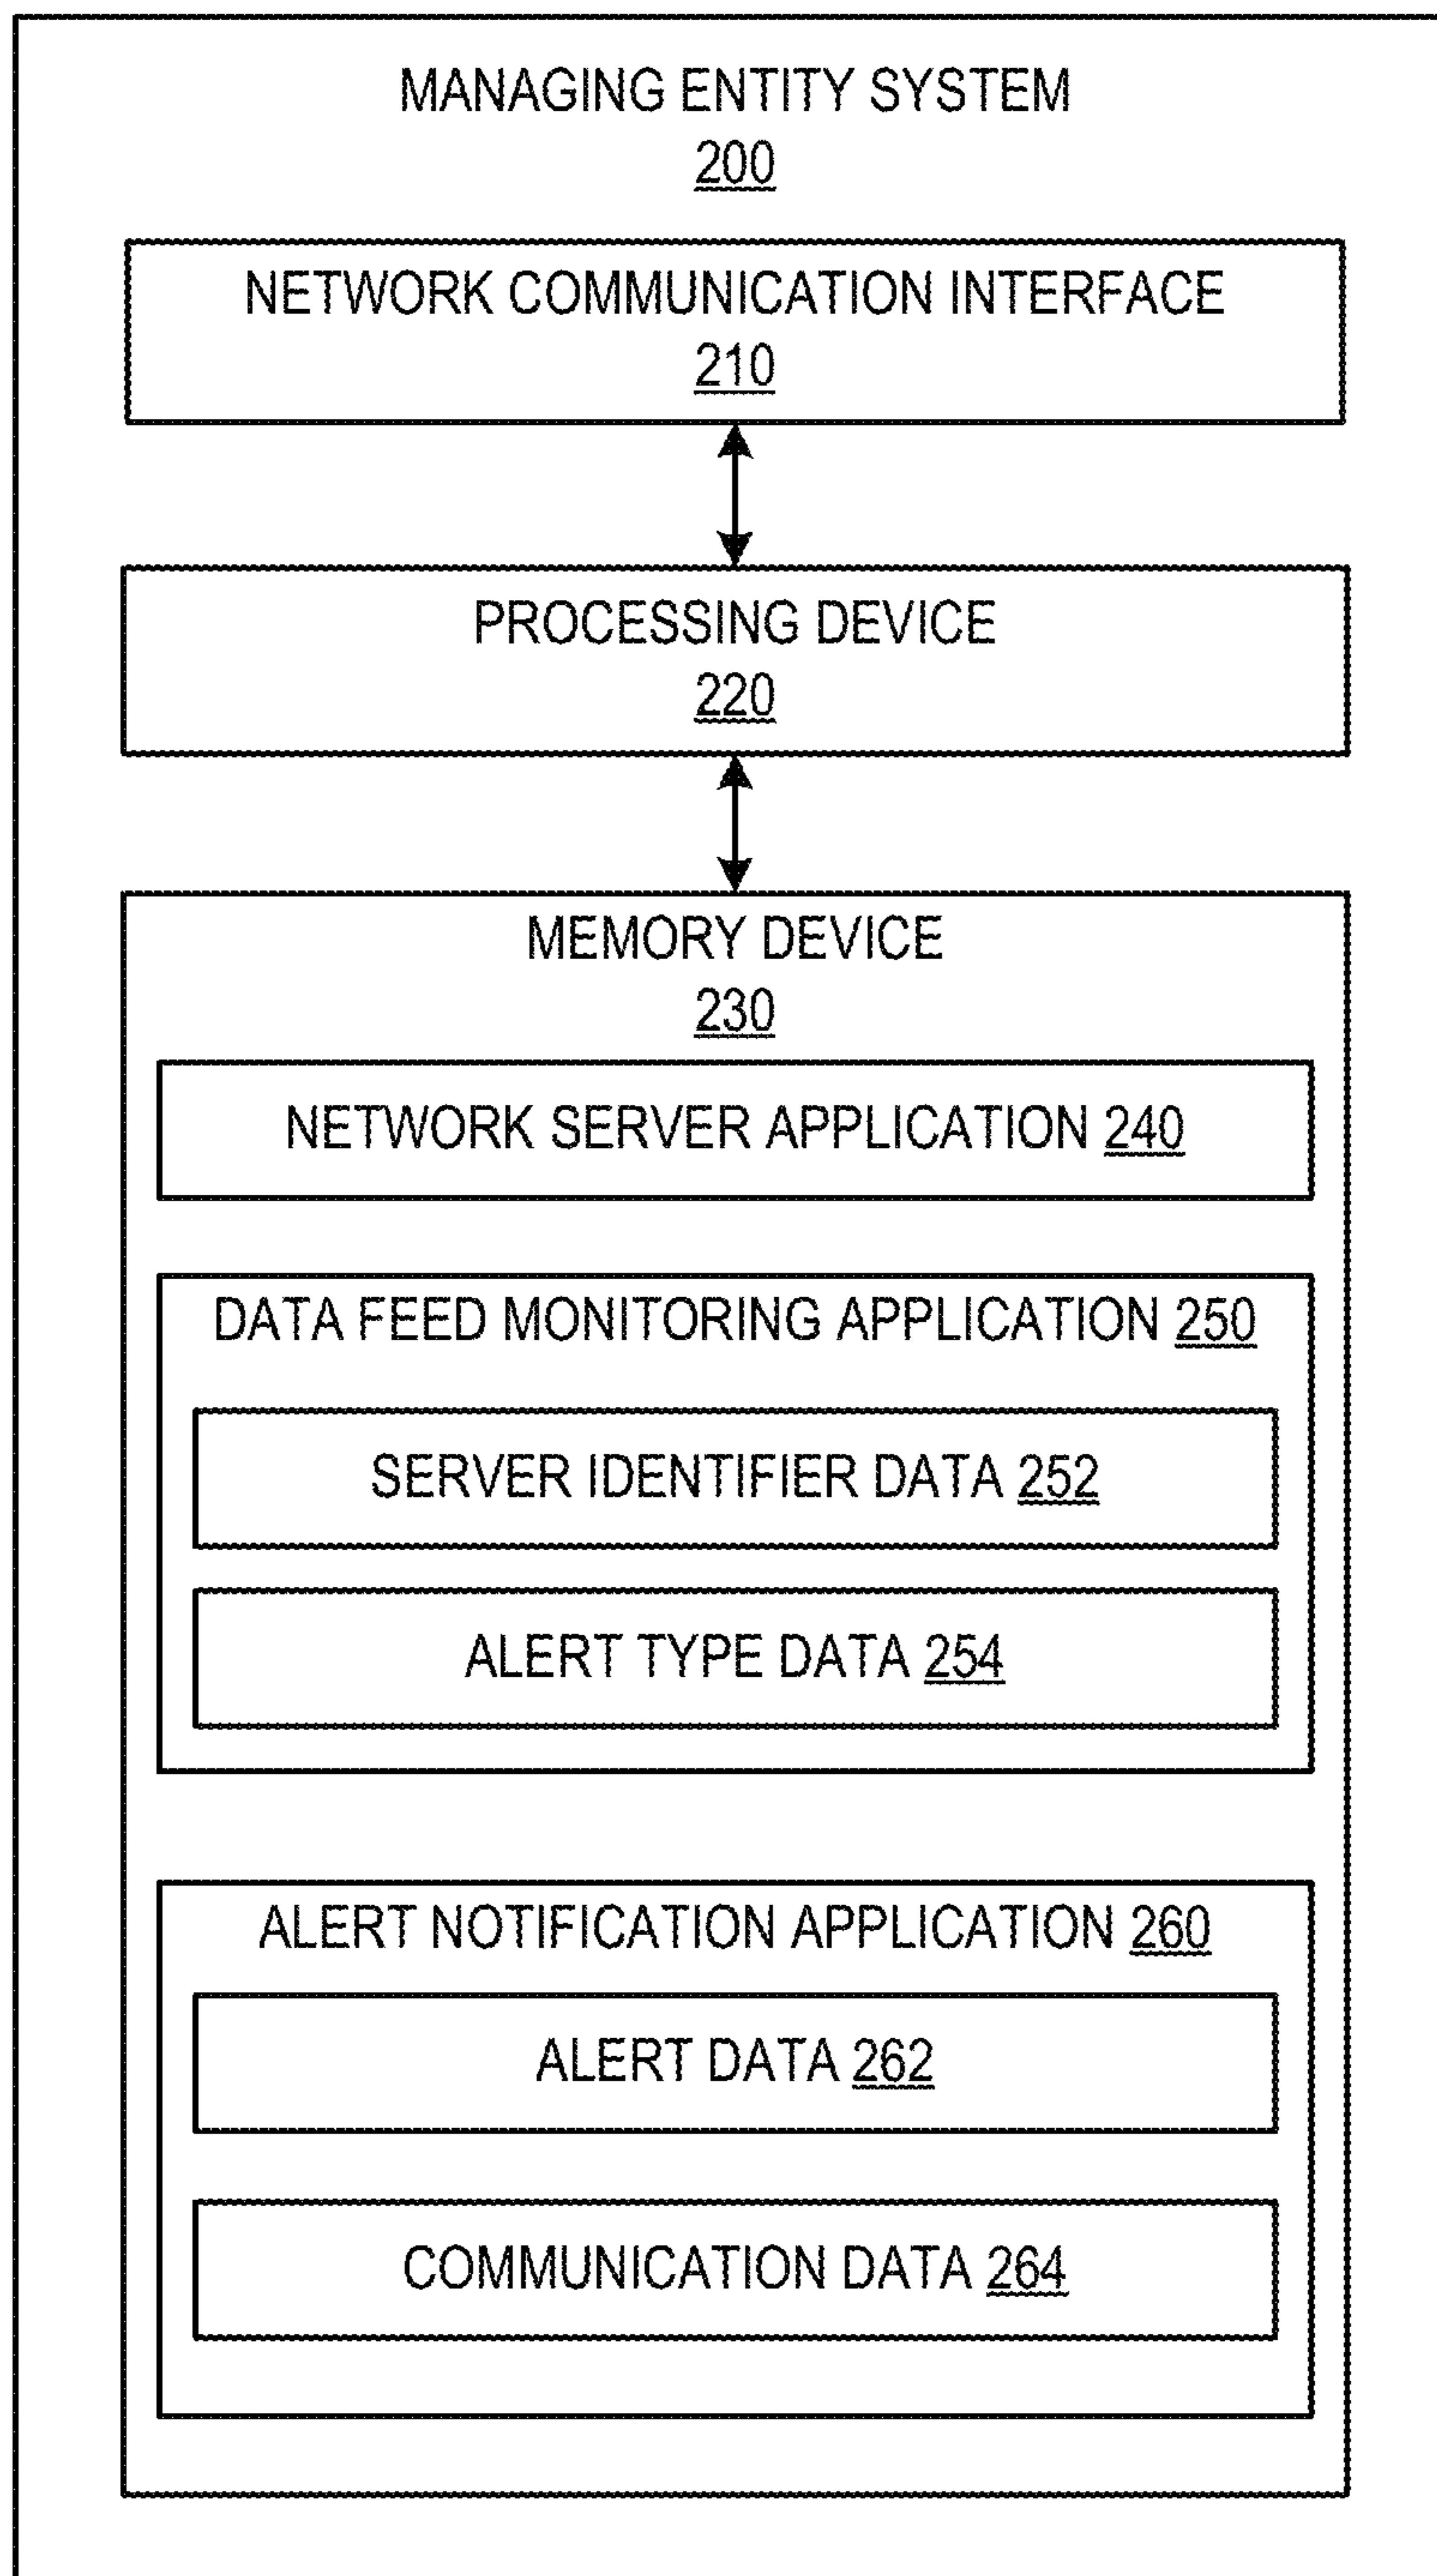 MANAGING ENTITY SYSTEM
200
NETWORK COMMUNICATION INTERFACE
210
PROCESSING DEVICE
220
MEMORY DEVICE
230
NETWORK SERVER APPLICATION 240
DATA FEED MONITORING APPLICATION 250
SERVER IDENTIFIER DATA 252
ALERT TYPE DATA 254
ALERT NOTIFICATION APPLICATION 260
ALERT DATA 262
COMMUNICATION DATA 264